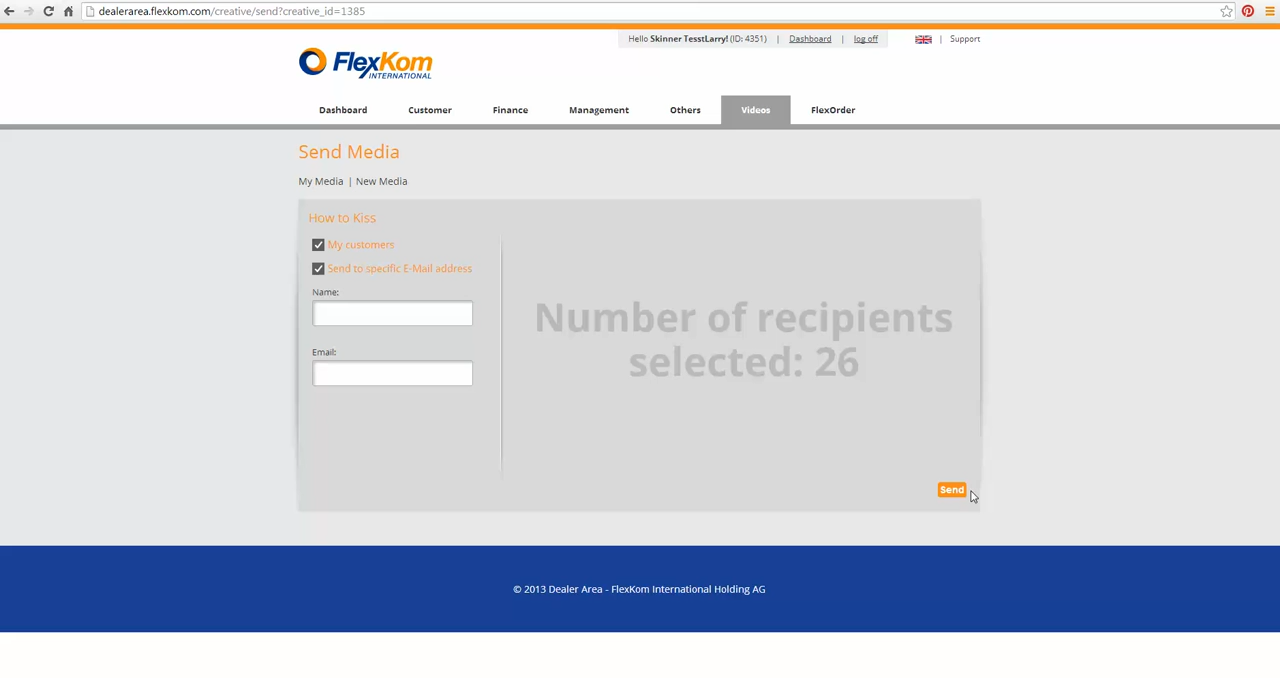 dealerarea.flexkom.com/creative/send?creative_id=1385
Hello Skinner TesstLarry! (ID: 4351) | Dashboard | log off | Support
FlexKom
INTERNATIONAL
Dashboard Customer Finance Management Others Videos FlexOrder
Send Media
My Media | New Media
How to Kiss
My customers
Send to specific E-Mail address
Name:
Email:
Number of recipients
selected: 26
Send
© 2013 Dealer Area - FlexKom International Holding AG